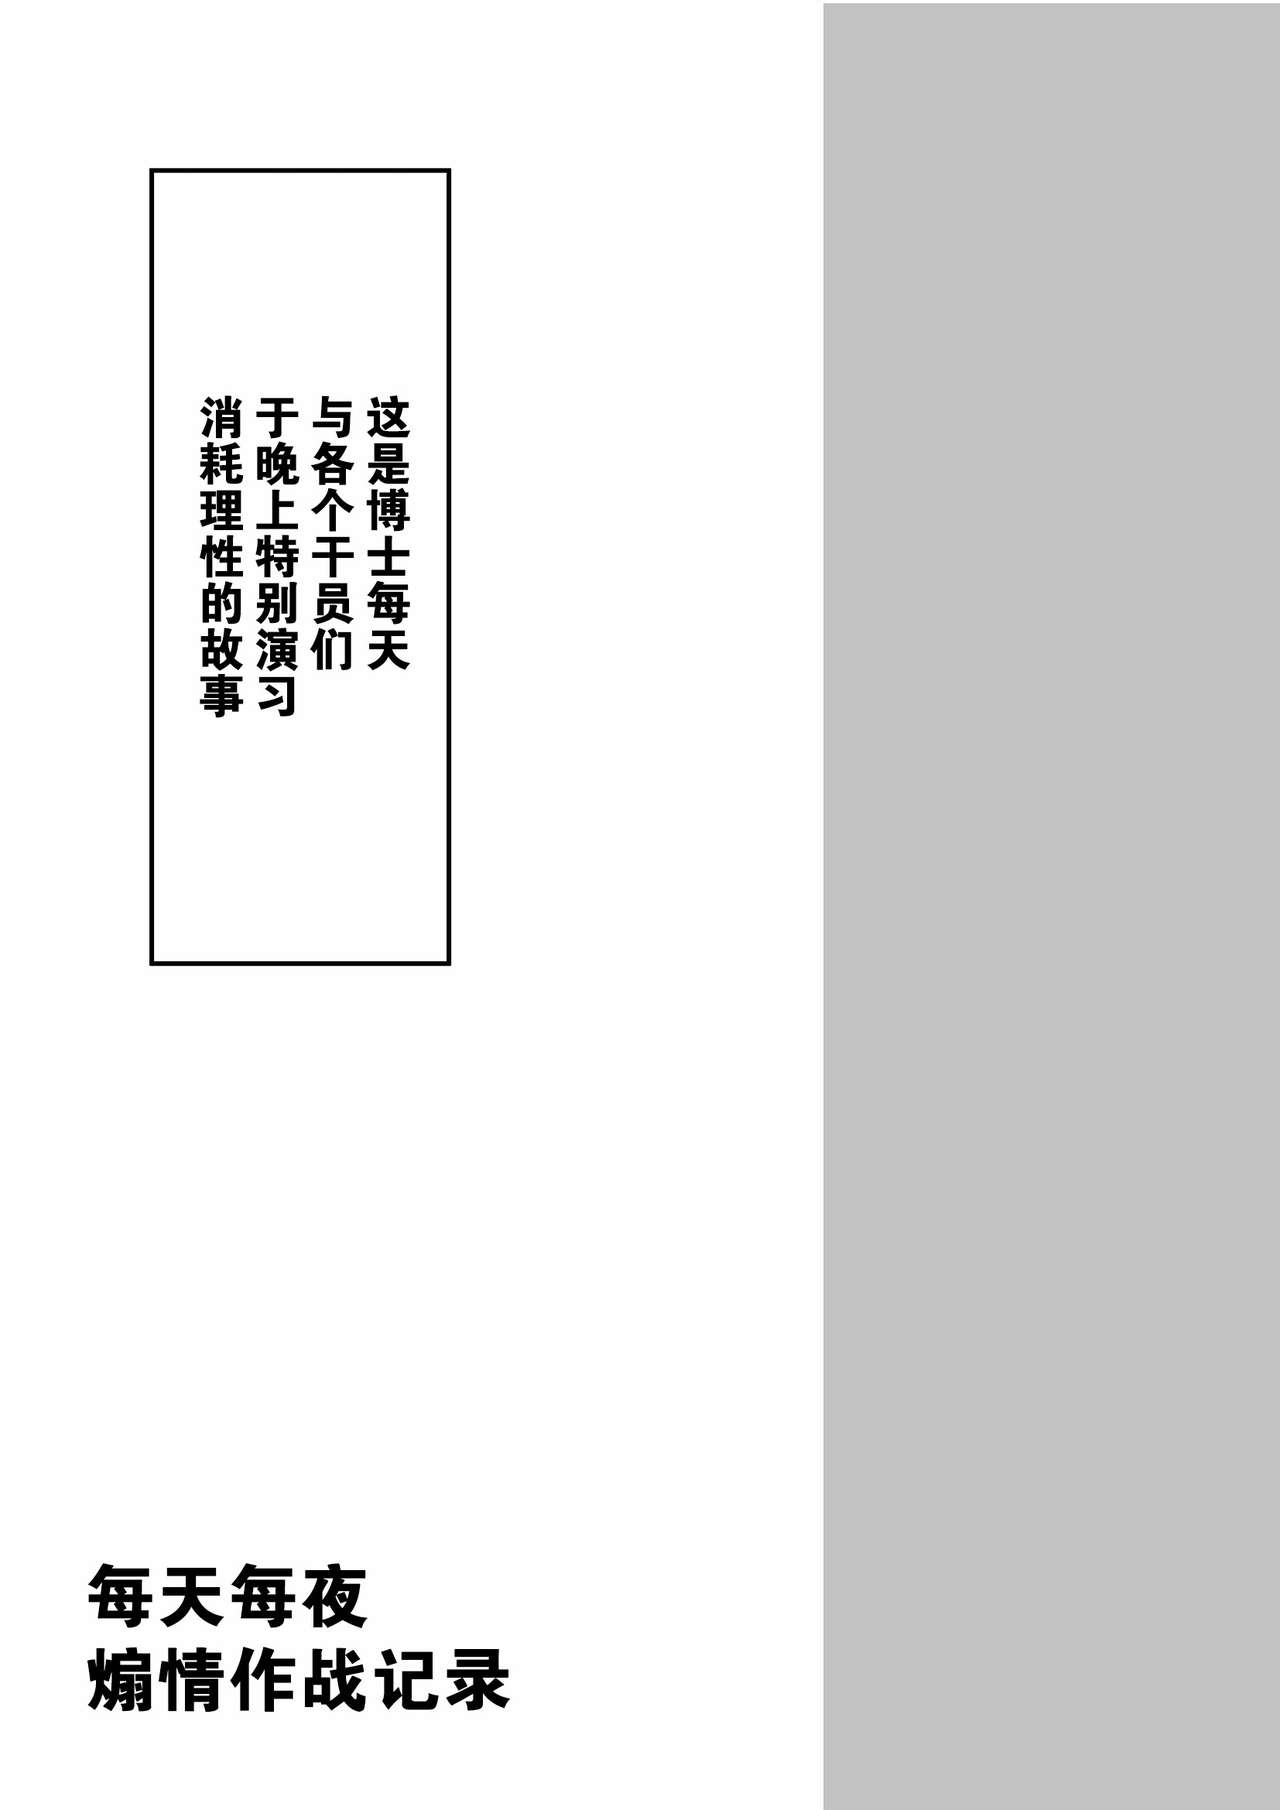 这是博士每天
与各个干员们
于晚上特别演习
消耗理性的故事
每天每夜
煽情作战记录